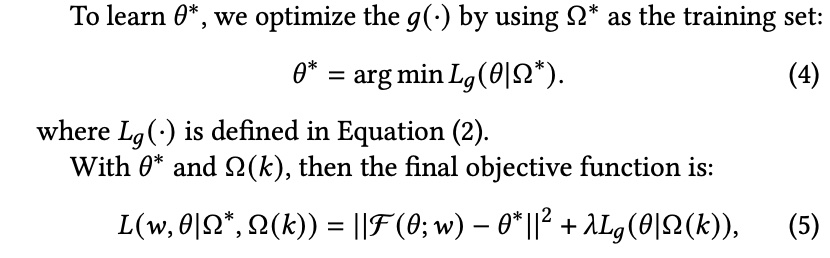 To learn θ*, we optimize the g(·) by using Ω* as the training set:
θ* = arg min L_g(θ|Ω*). (4)
where L_g(·) is defined in Equation (2).
With θ* and Ω(k), then the final objective function is:
L(w, θ|Ω*, Ω(k)) = ||ℱ(θ; w) − θ*||² + λL_g(θ|Ω(k)), (5)